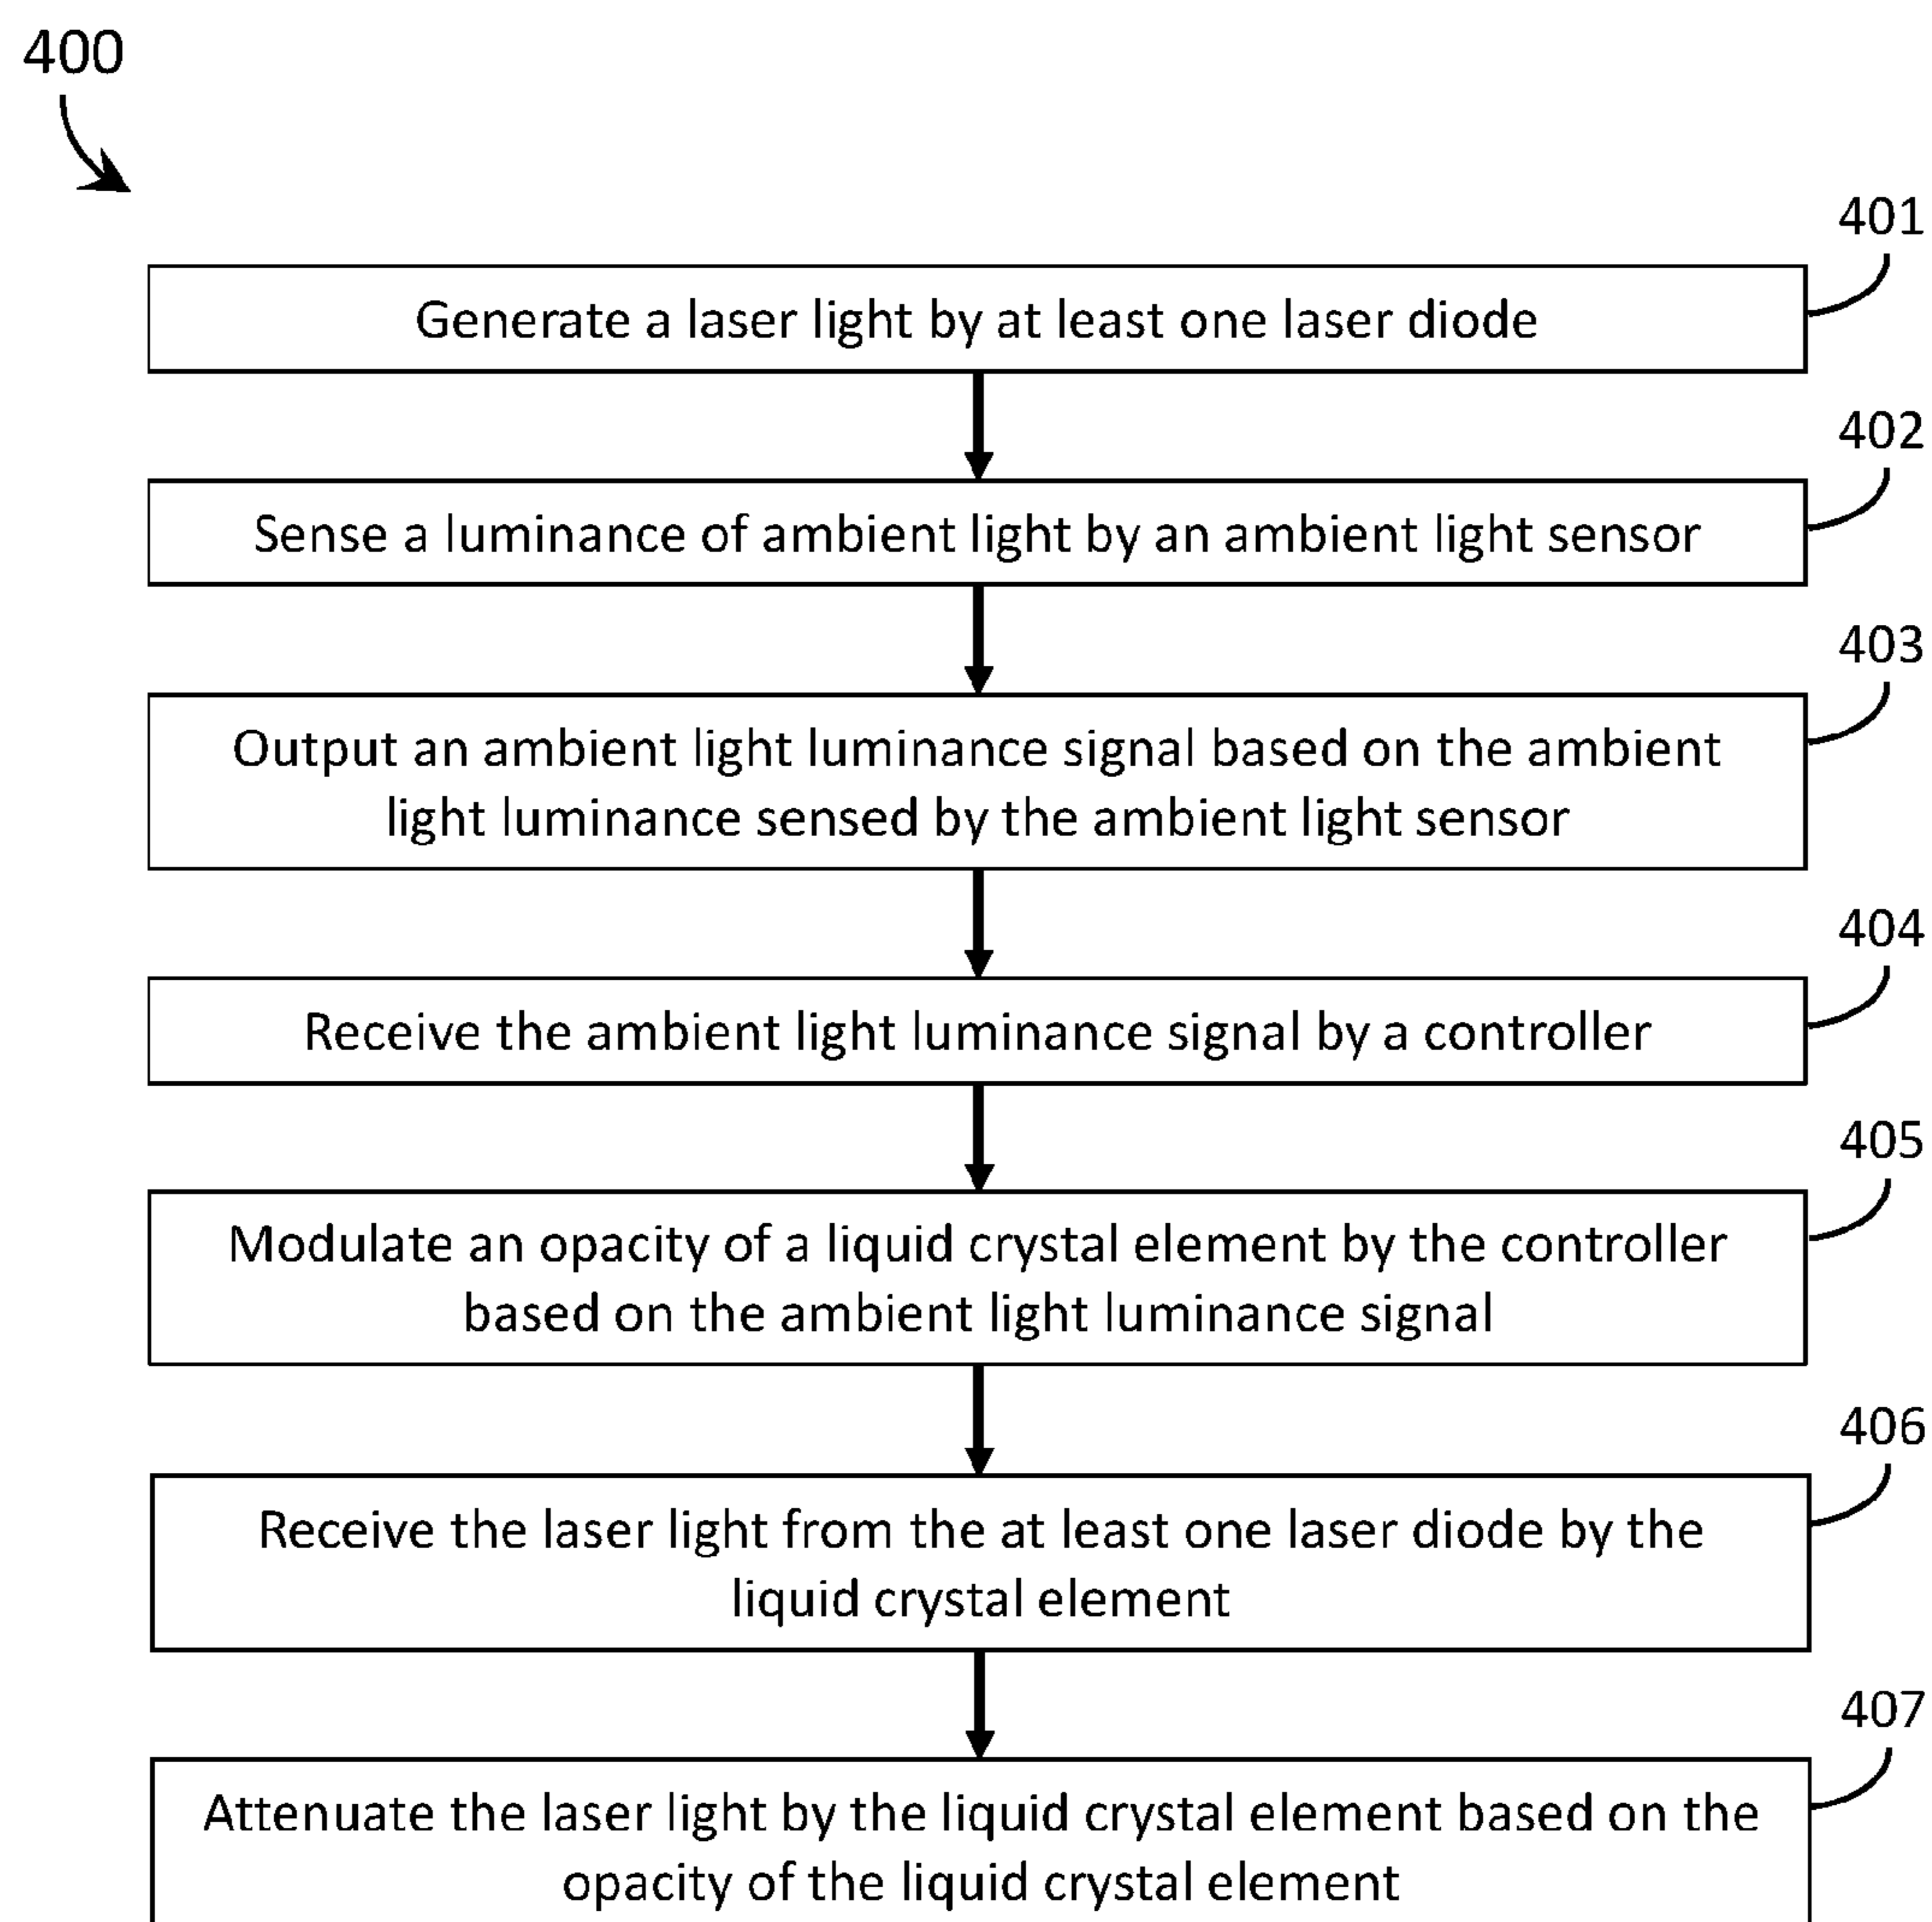 400
401
Generate a laser light by at least one laser diode
402
Sense a luminance of ambient light by an ambient light sensor
403
Output an ambient light luminance signal based on the ambient
light luminance sensed by the ambient light sensor
404
Receive the ambient light luminance signal by a controller
405
Modulate an opacity of a liquid crystal element by the controller
based on the ambient light luminance signal
406
Receive the laser light from the at least one laser diode by the
liquid crystal element
407
Attenuate the laser light by the liquid crystal element based on the
opacity of the liquid crystal element